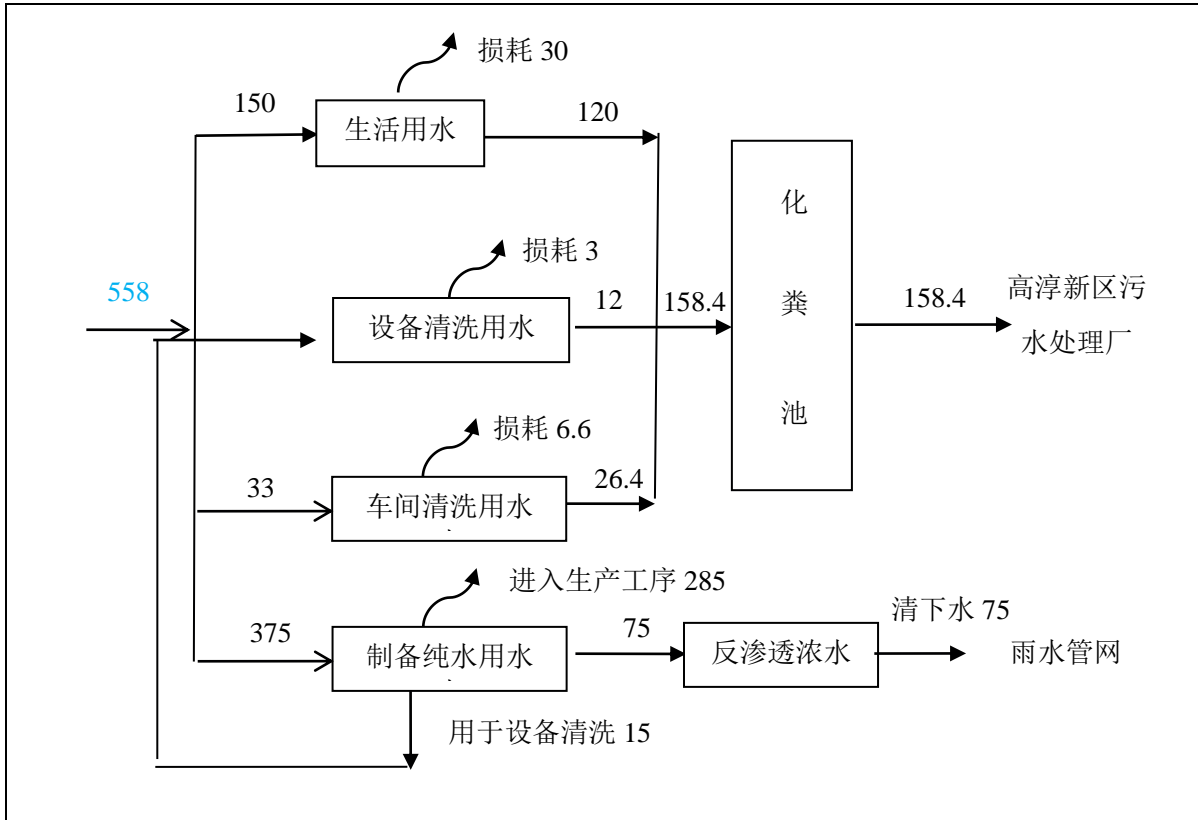 损耗 30
150
生活用水
120
化
粪
池
损耗 3
558
设备清洗用水
12
158.4
158.4
高淳新区污
水处理厂
损耗 6.6
33
车间清洗用水
26.4
进入生产工序 285
375
制备纯水用水
75
反渗透浓水
清下水 75
雨水管网
用于设备清洗 15